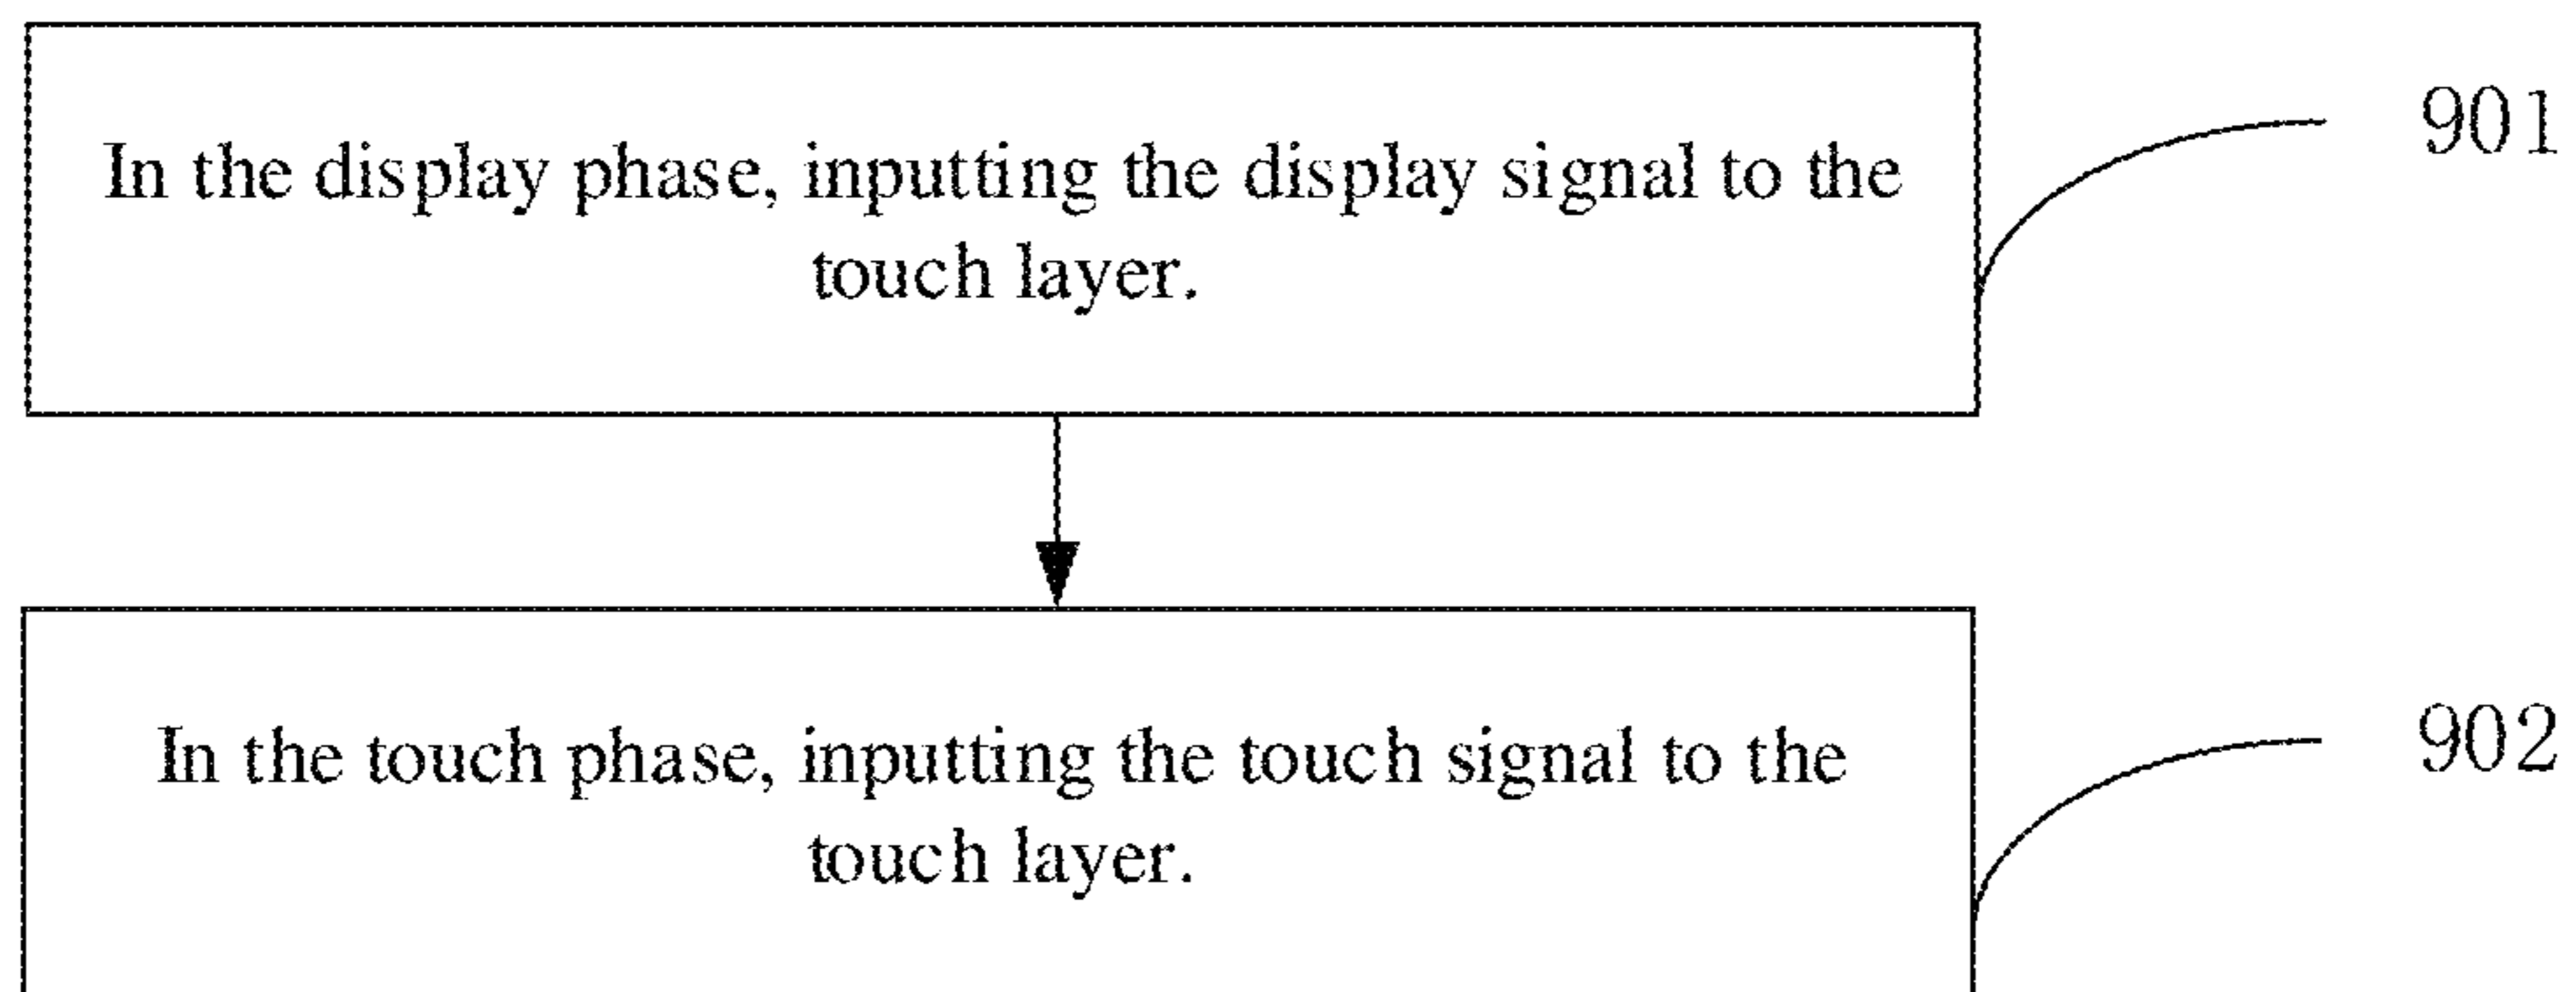 In the display phase, inputting the display signal to the
touch layer.
901
In the touch phase, inputting the touch signal to the
touch layer.
902